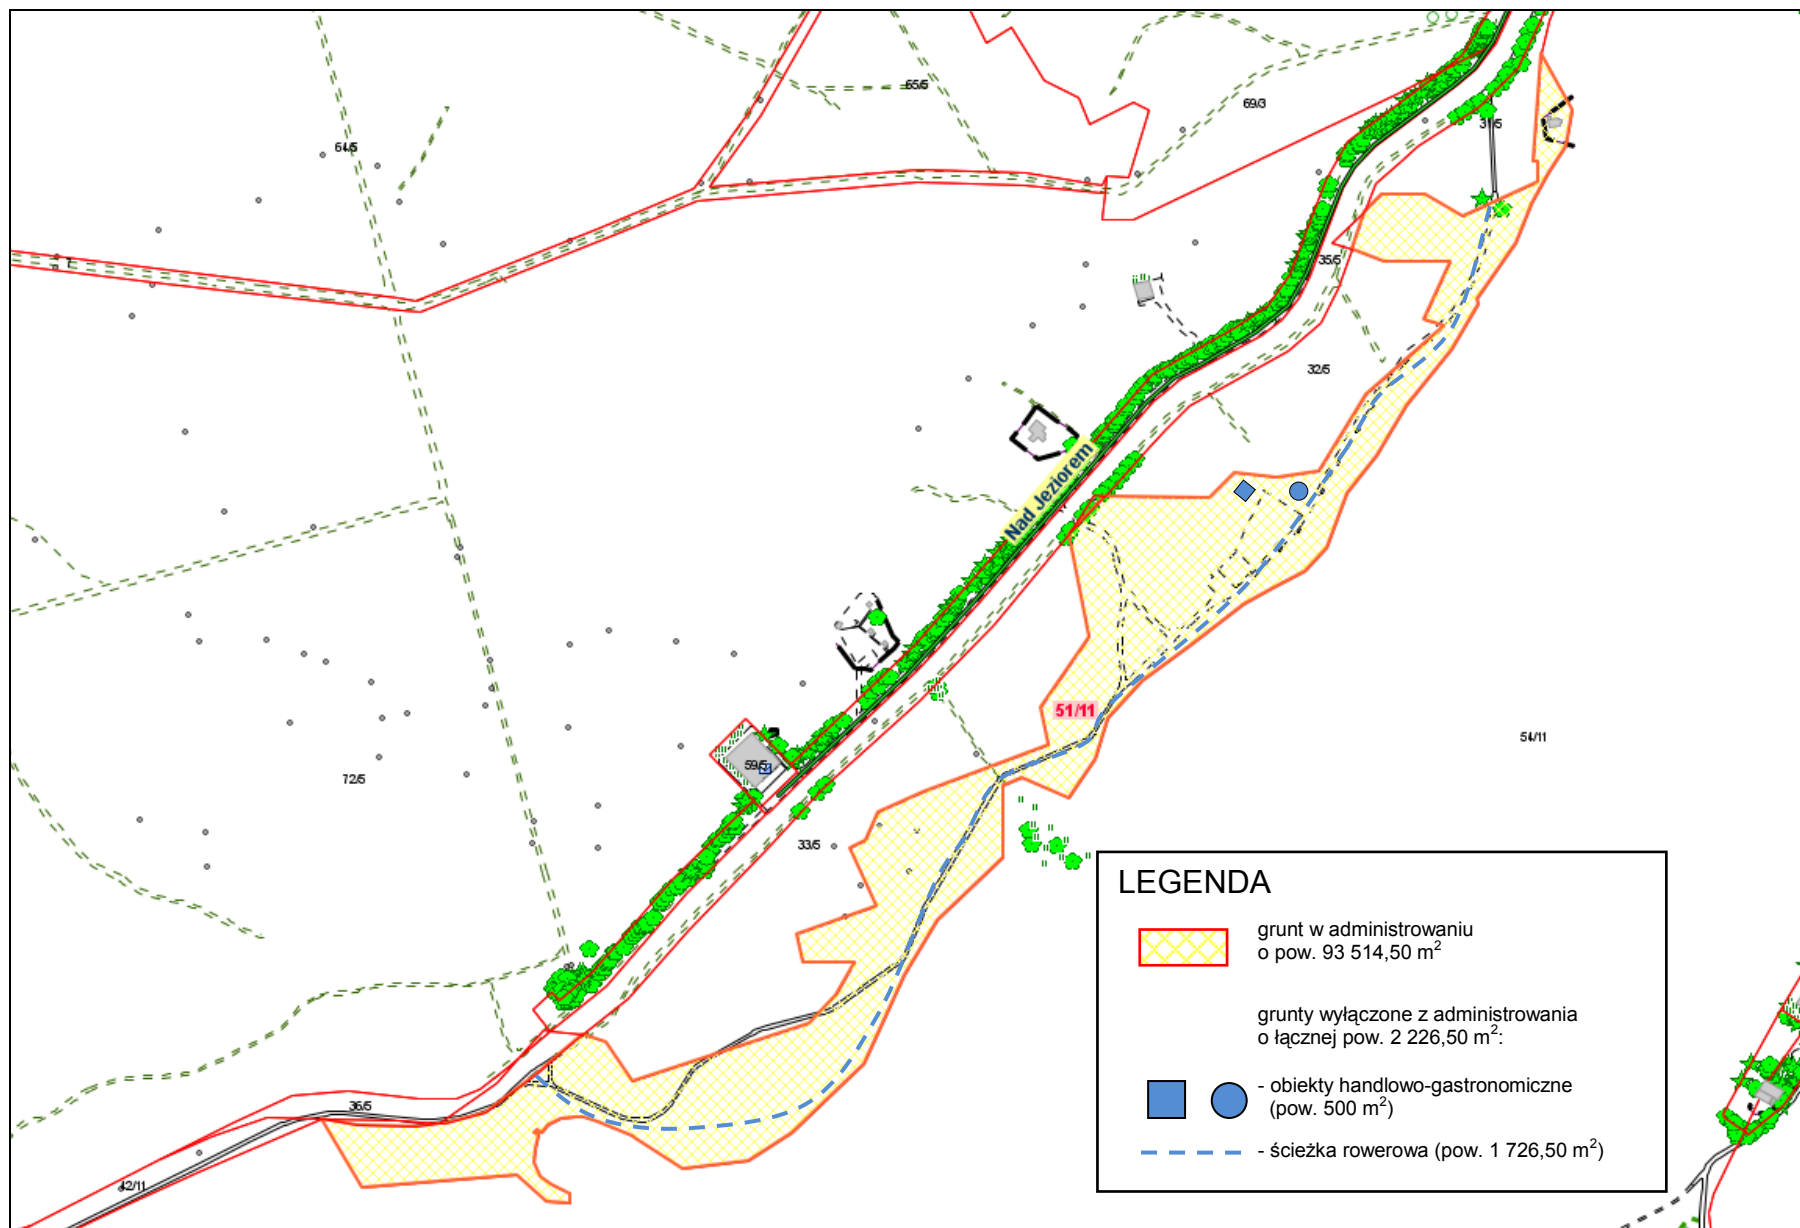 65/5
69/3
31/5
64/5
35/5
32/5
Nad Jeziorem
51/11
51/11
59/5
72/5
33/5
36/5
42/11
LEGENDA
grunt w administrowaniu
o pow. 93 514,50 m²
grunty wyłączone z administrowania
o łącznej pow. 2 226,50 m²:
- obiekty handlowo-gastronomiczne
(pow. 500 m²)
- ścieżka rowerowa (pow. 1 726,50 m²)